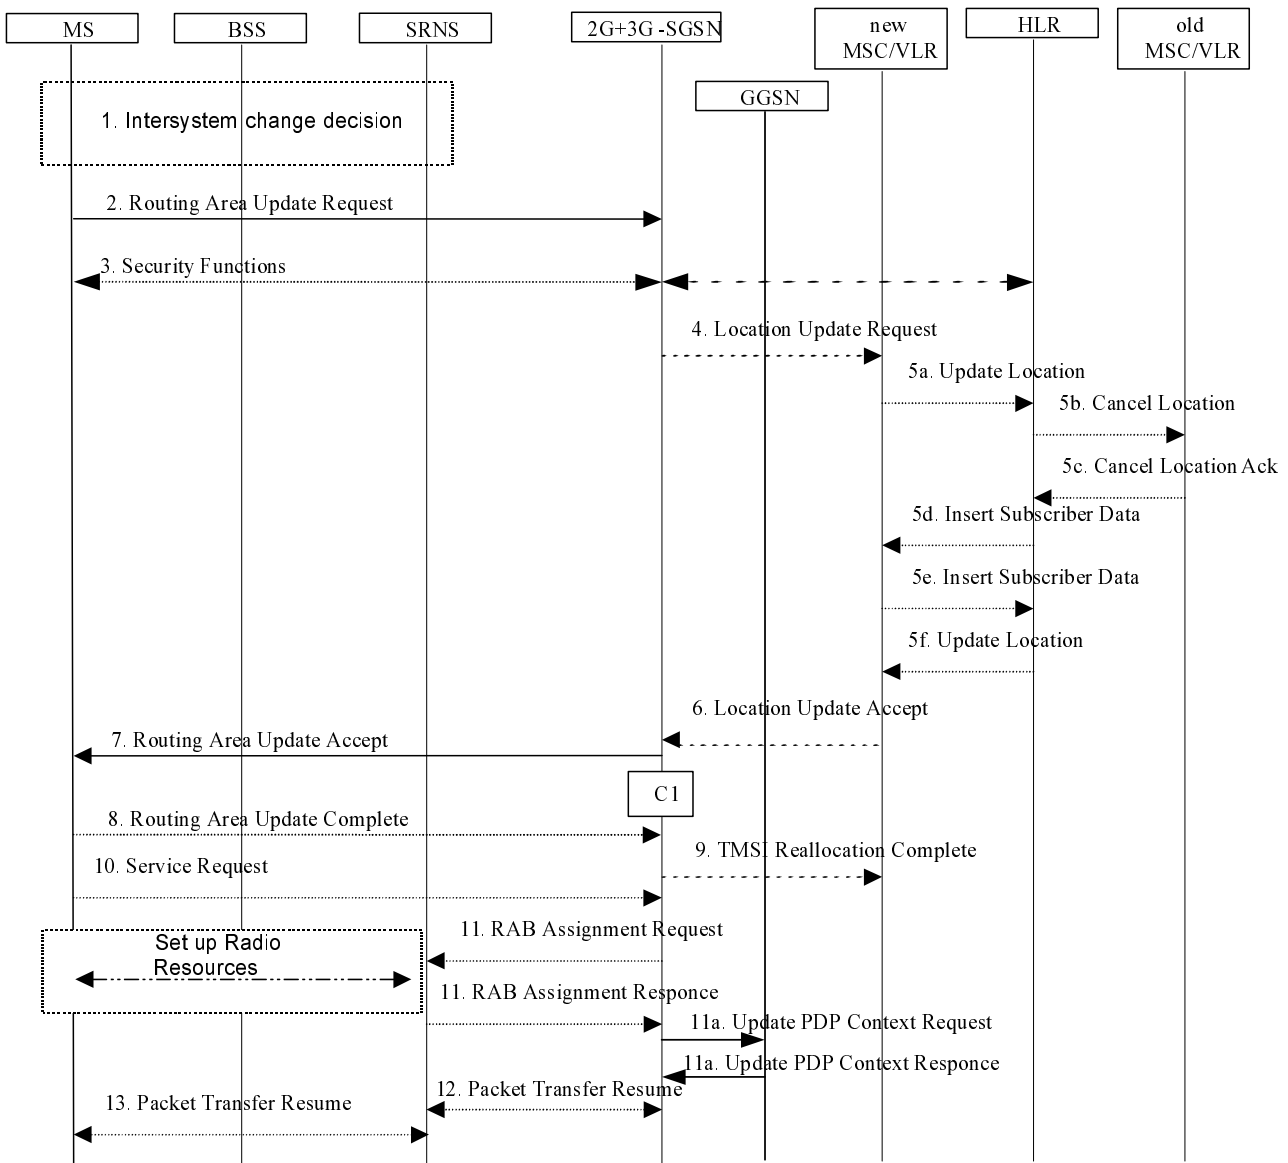 MS
BSS
SRNS
2G+3G -SGSN
new
MSC/VLR
HLR
old
MSC/VLR
GGSN
1. Intersystem change decision
2. Routing Area Update Request
3. Security Functions
4. Location Update Request
5a. Update Location
5b. Cancel Location
5c. Cancel Location Ack
5d. Insert Subscriber Data
5e. Insert Subscriber Data
5f. Update Location
6. Location Update Accept
7. Routing Area Update Accept
C1
8. Routing Area Update Complete
9. TMSI Reallocation Complete
10. Service Request
11. RAB Assignment Request
Set up Radio
Resources
11. RAB Assignment Responce
11a. Update PDP Context Request
11a. Update PDP Context Responce
12. Packet Transfer Resume
13. Packet Transfer Resume